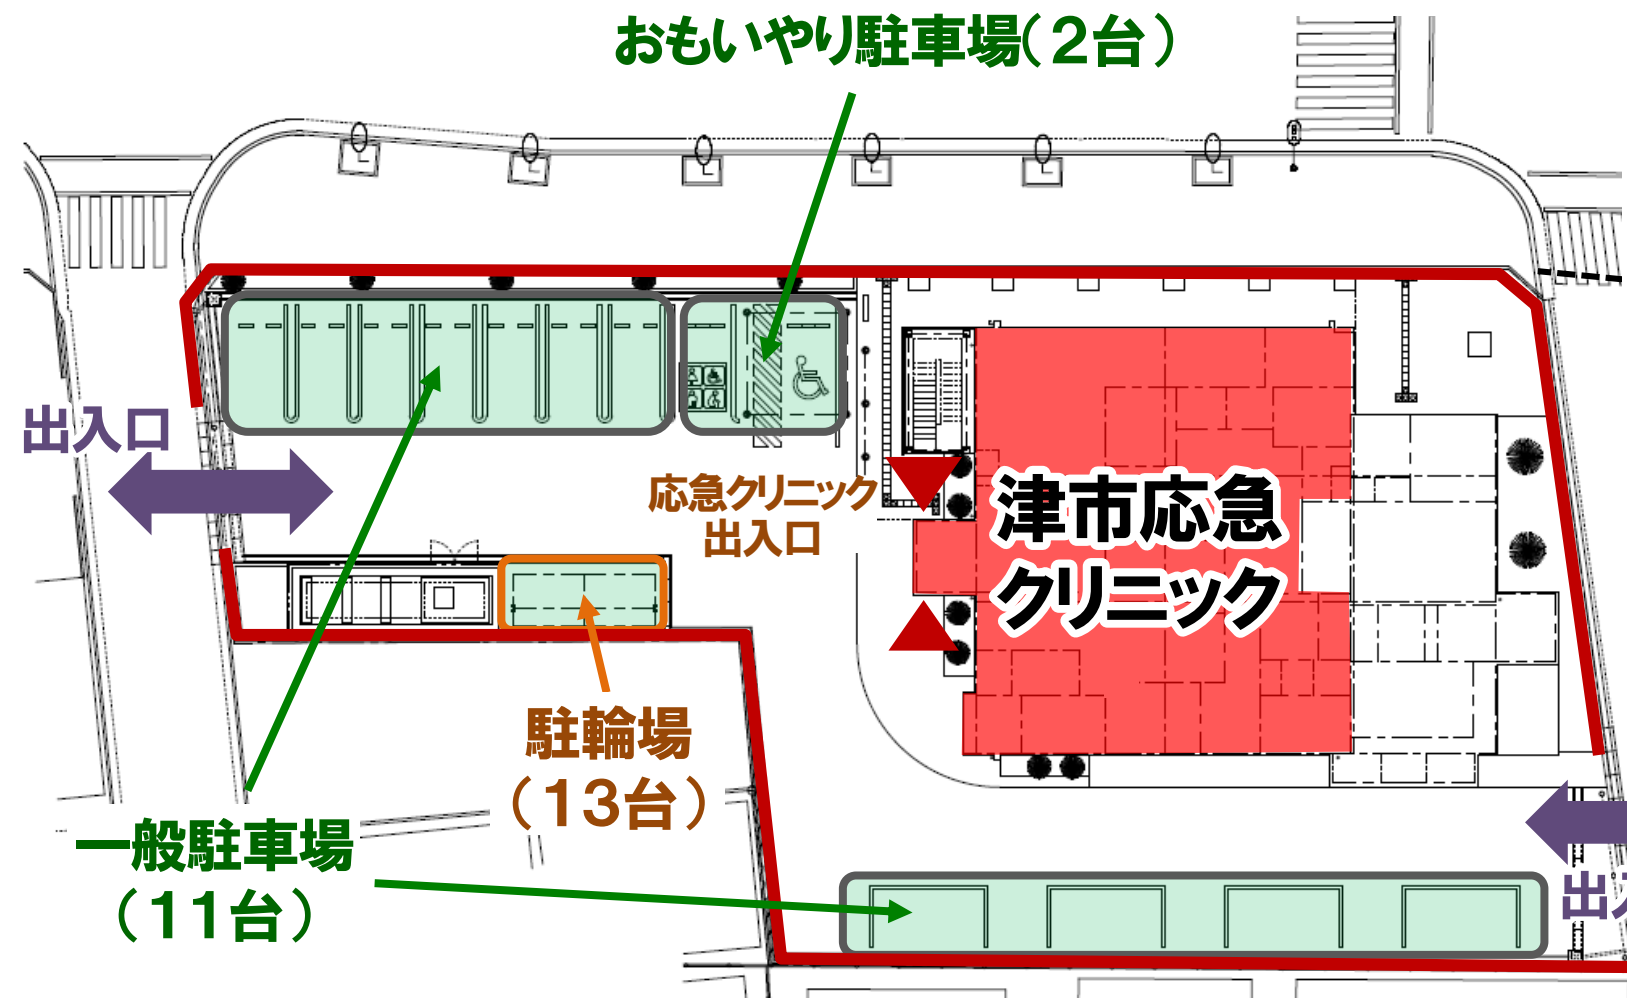 おもいやり駐車場（２台）
出入口
応急クリニック
出入口
津市応急
クリニック
駐輪場
（１３台）
一般駐車場
（１１台）
出